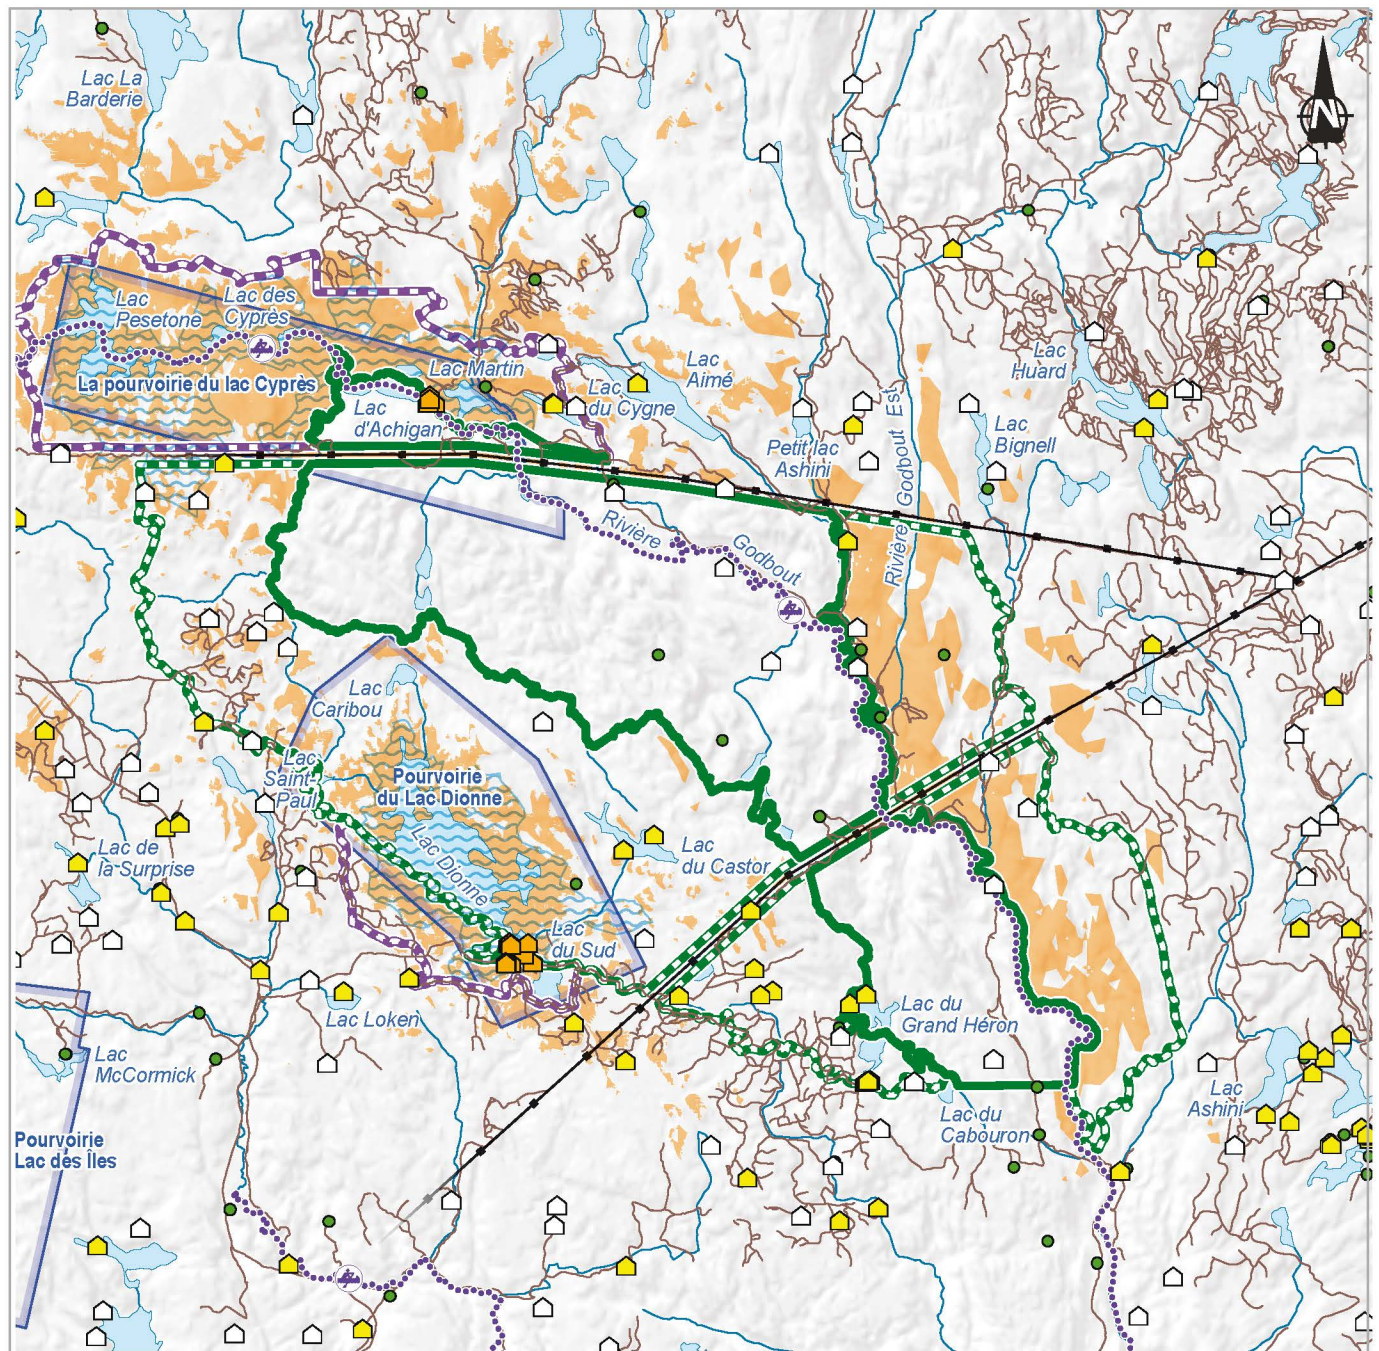 Lac La
Barderie
N
Lac
Pesetone
Lac des
Cyprès
Lac
Aimé
Lac
Huard
La pourvoirie du lac Cyprès
Lac Martin
Lac
du Cygne
Lac
d'Achigan
Petit lac
Ashini
Rivière Godbout Est
Lac
Bignell
Rivière
Godbout
Lac
Caribou
Lac
Saint-
Paul
Pourvoirie
du Lac Dionne
Lac Dionne
Lac de
la Surprise
Lac
du Castor
Lac
du Sud
Lac Loken
Lac du
Grand Héron
Lac
McCormick
Lac
Ashini
Lac du
Cabouron
Pourvoirie
Lac des Îles